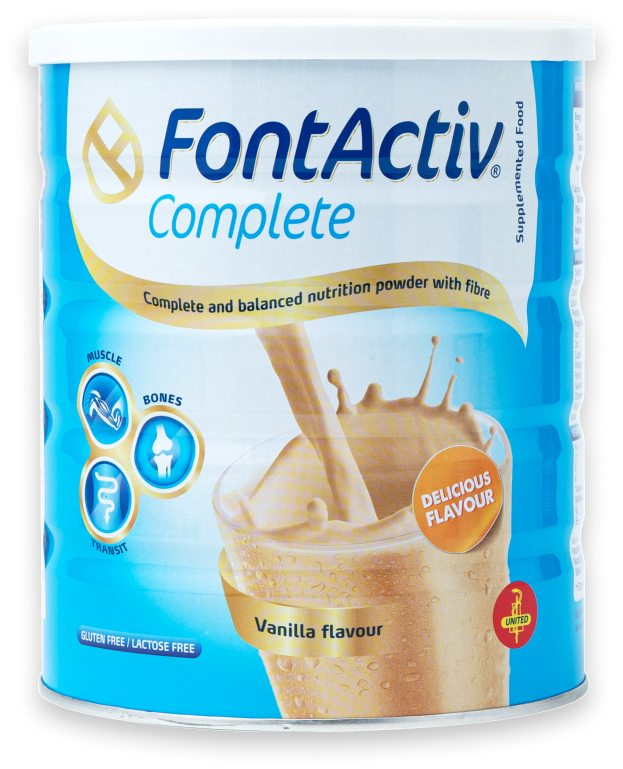 FontActiv®
Complete
Supplemented Food
Complete and balanced nutrition powder with fibre
MUSCLE
BONES
TRANSIT
DELICIOUS
FLAVOUR
Vanilla flavour
UNITED
GLUTEN FREE / LACTOSE FREE